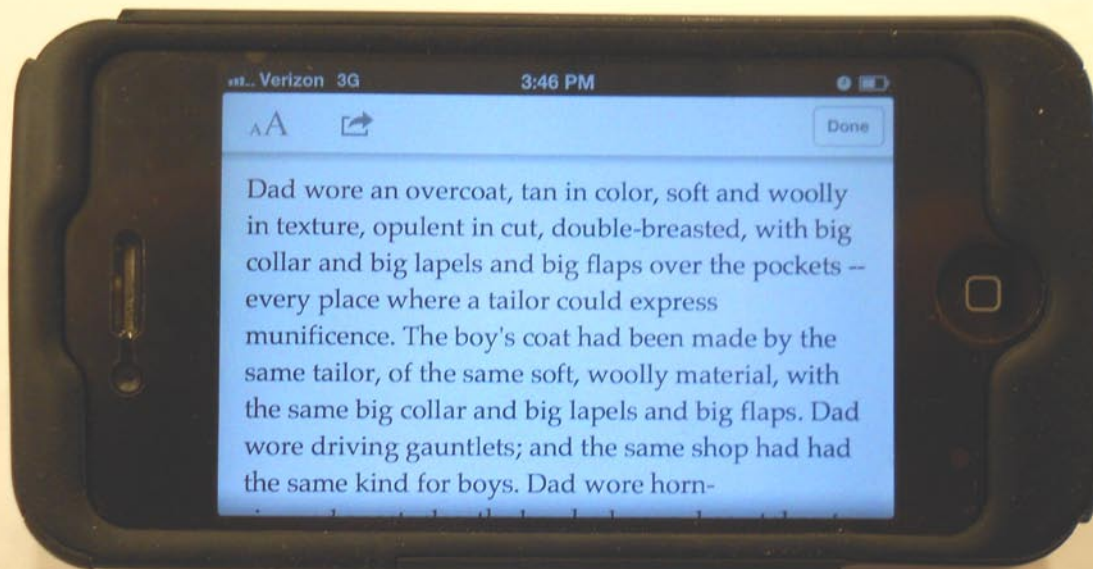 Verizon 3G 3:46 PM
AA Done
Dad wore an overcoat, tan in color, soft and woolly
in texture, opulent in cut, double-breasted, with big
collar and big lapels and big flaps over the pockets --
every place where a tailor could express
munificence. The boy's coat had been made by the
same tailor, of the same soft, woolly material, with
the same big collar and big lapels and big flaps. Dad
wore driving gauntlets; and the same shop had had
the same kind for boys. Dad wore horn-